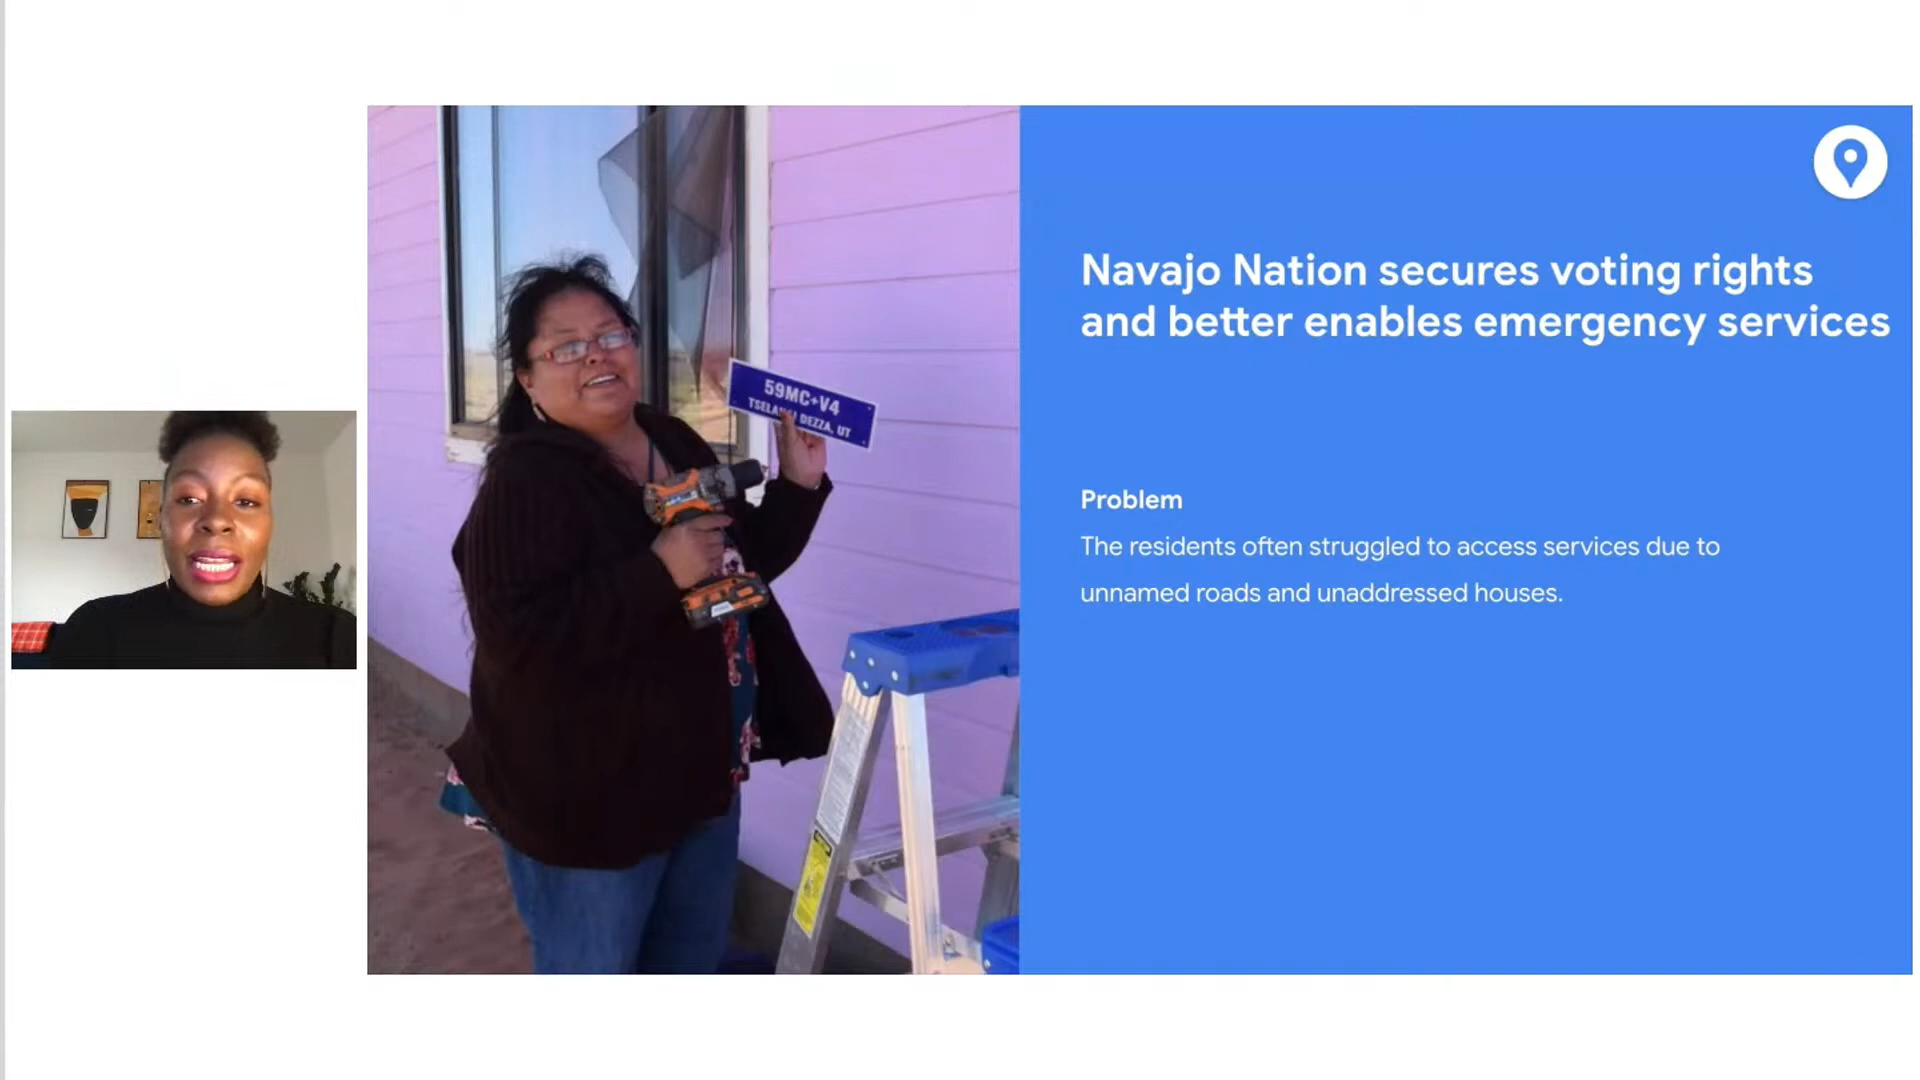 Navajo Nation secures voting rights
and better enables emergency services
Problem
The residents often struggled to access services due to
unnamed roads and unaddressed houses.
59MC+V4
DEZZA, UT